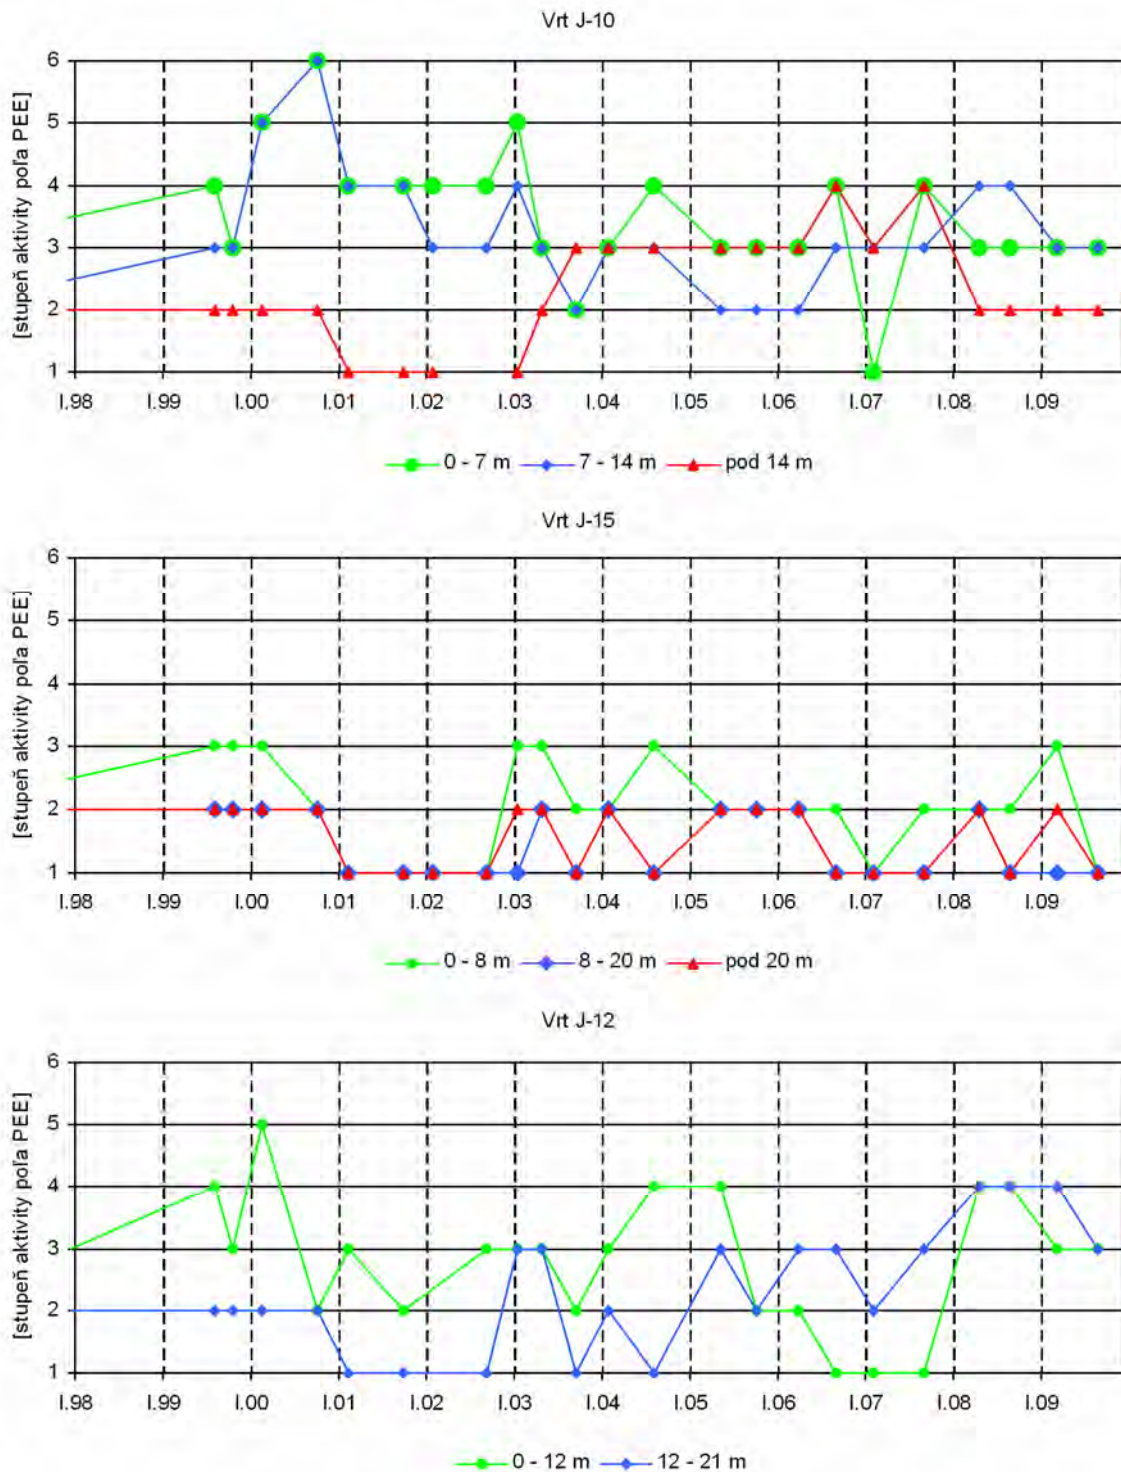 Vrt J-10
[stupeň aktivity poľa PEE]
6
5
4
3
2
1
I.98 I.99 I.00 I.01 I.02 I.03 I.04 I.05 I.06 I.07 I.08 I.09
0 - 7 m 7 - 14 m pod 14 m
Vrt J-15
[stupeň aktivity poľa PEE]
6
5
4
3
2
1
I.98 I.99 I.00 I.01 I.02 I.03 I.04 I.05 I.06 I.07 I.08 I.09
0 - 8 m 8 - 20 m pod 20 m
Vrt J-12
[stupeň aktivity poľa PEE]
6
5
4
3
2
1
I.98 I.99 I.00 I.01 I.02 I.03 I.04 I.05 I.06 I.07 I.08 I.09
0 - 12 m 12 - 21 m